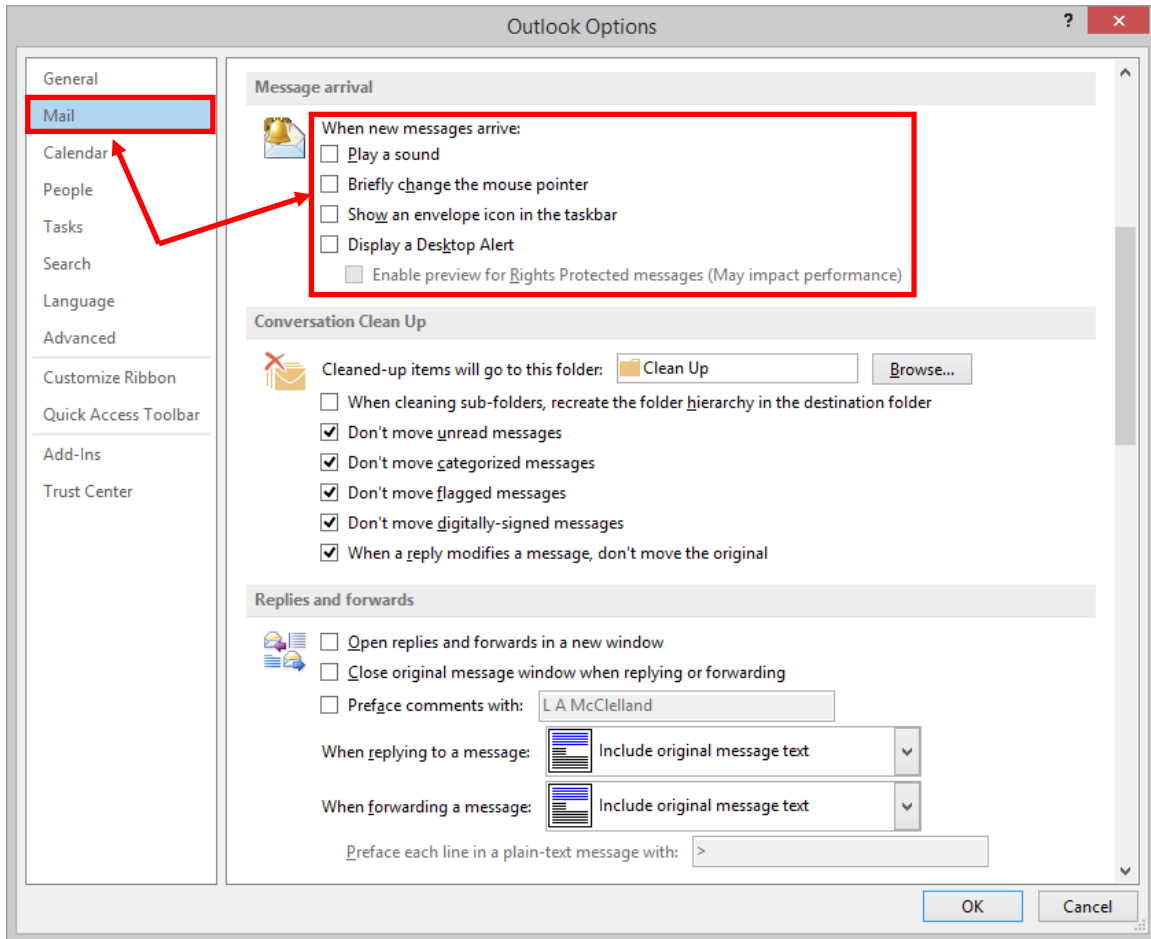 Outlook Options
?
×
General
Mail
Calendar
People
Tasks
Search
Language
Advanced
Customize Ribbon
Quick Access Toolbar
Add-Ins
Trust Center
Message arrival
When new messages arrive:
Play a sound
Briefly change the mouse pointer
Show an envelope icon in the taskbar
Display a Desktop Alert
Enable preview for Rights Protected messages (May impact performance)
Conversation Clean Up
Cleaned-up items will go to this folder: Clean Up Browse...
When cleaning sub-folders, recreate the folder hierarchy in the destination folder
Don't move unread messages
Don't move categorized messages
Don't move flagged messages
Don't move digitally-signed messages
When a reply modifies a message, don't move the original
Replies and forwards
Open replies and forwards in a new window
Close original message window when replying or forwarding
Preface comments with: L A McClelland
When replying to a message: Include original message text
When forwarding a message: Include original message text
Preface each line in a plain-text message with: >
OK Cancel